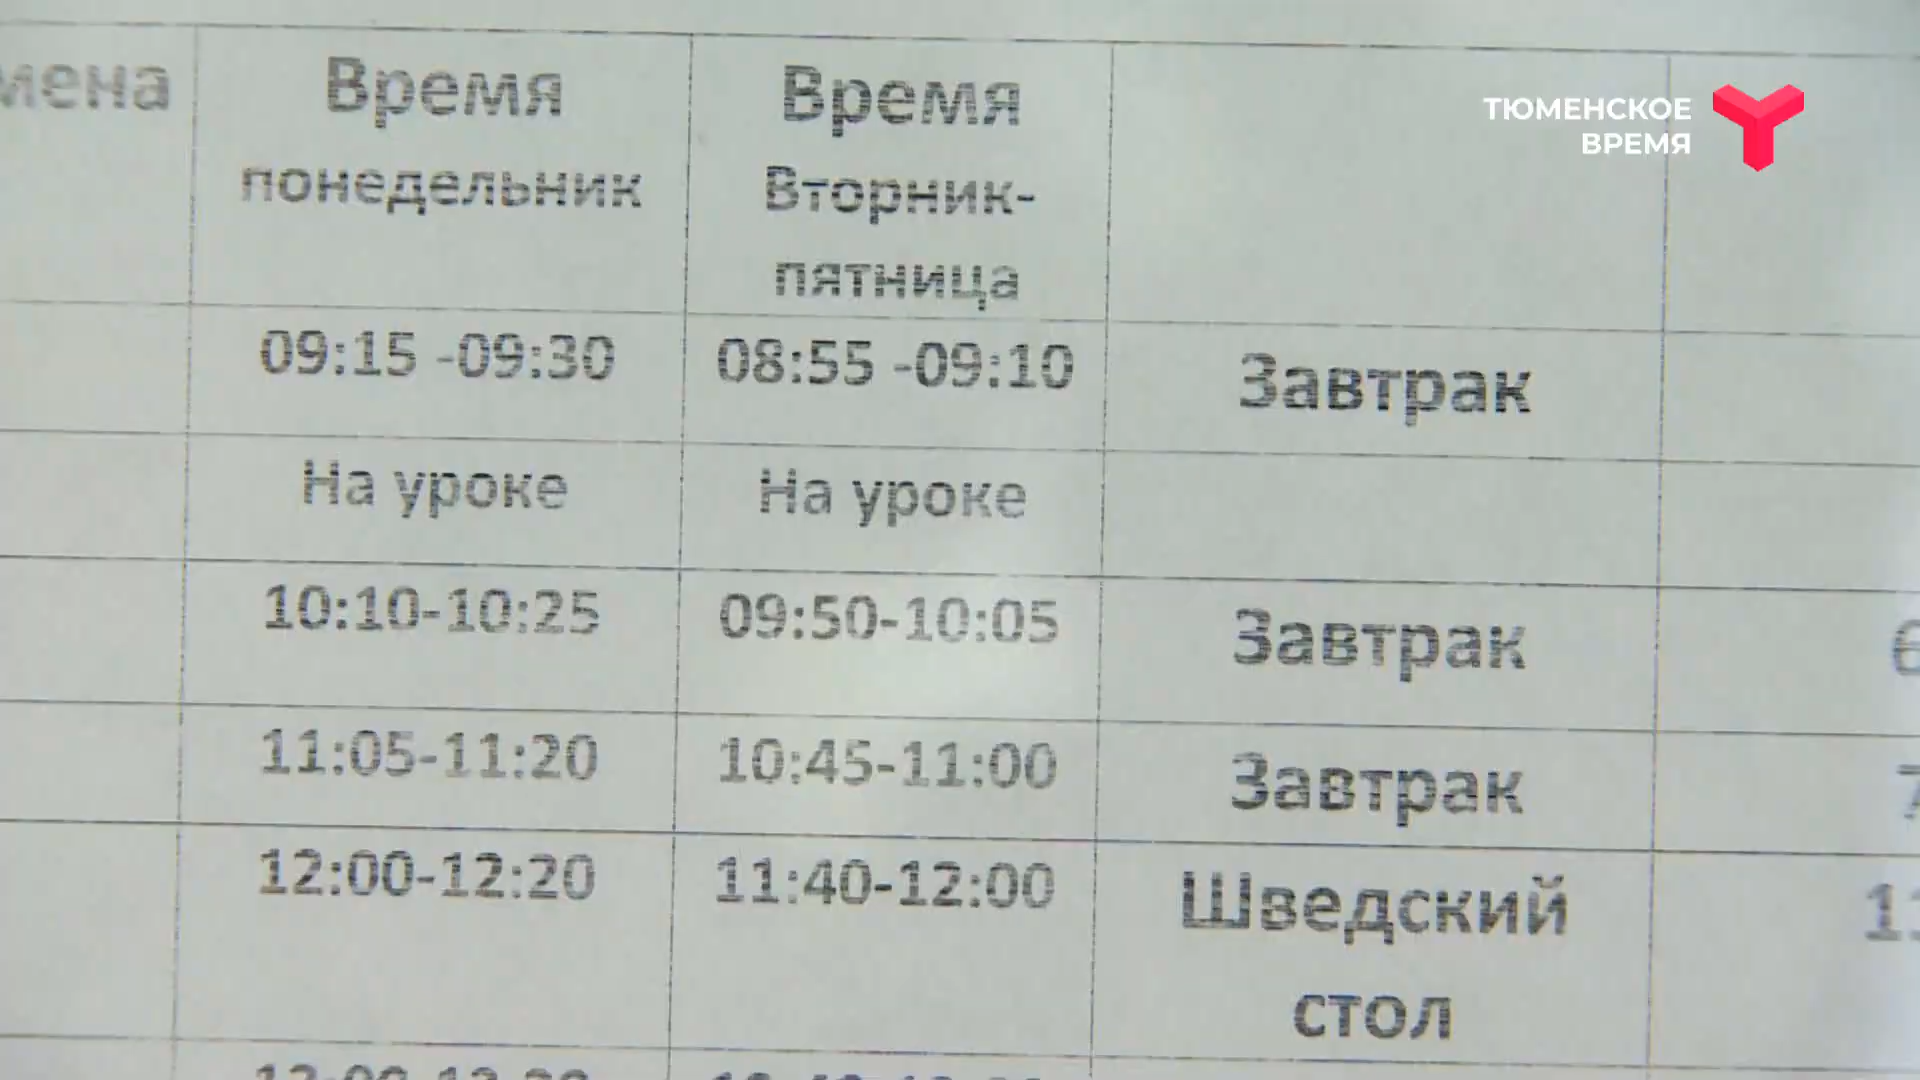 мена Время Время
понедельник Вторник-
пятница
ТЮМЕНСКОЕ
ВРЕМЯ
09:15 -09:30 08:55 -09:10 Завтрак
На уроке На уроке
10:10-10:25 09:50-10:05 Завтрак
11:05-11:20 10:45-11:00 Завтрак
12:00-12:20 11:40-12:00 Шведский
стол